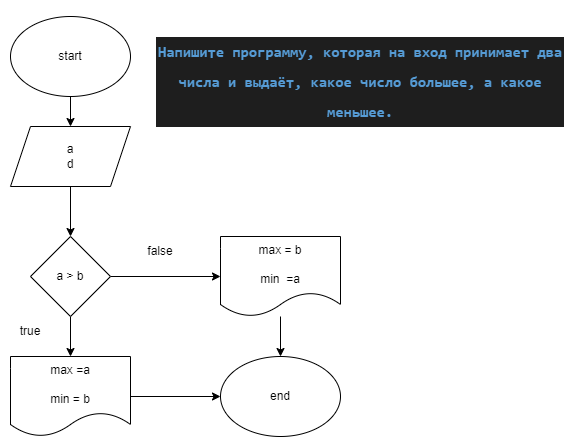 start
Напишите программу, которая на вход принимает два
числа и выдаёт, какое число большее, а какое
меньшее.
a
d
a > b
false
max = b
min  =a
true
max =a
min = b
end